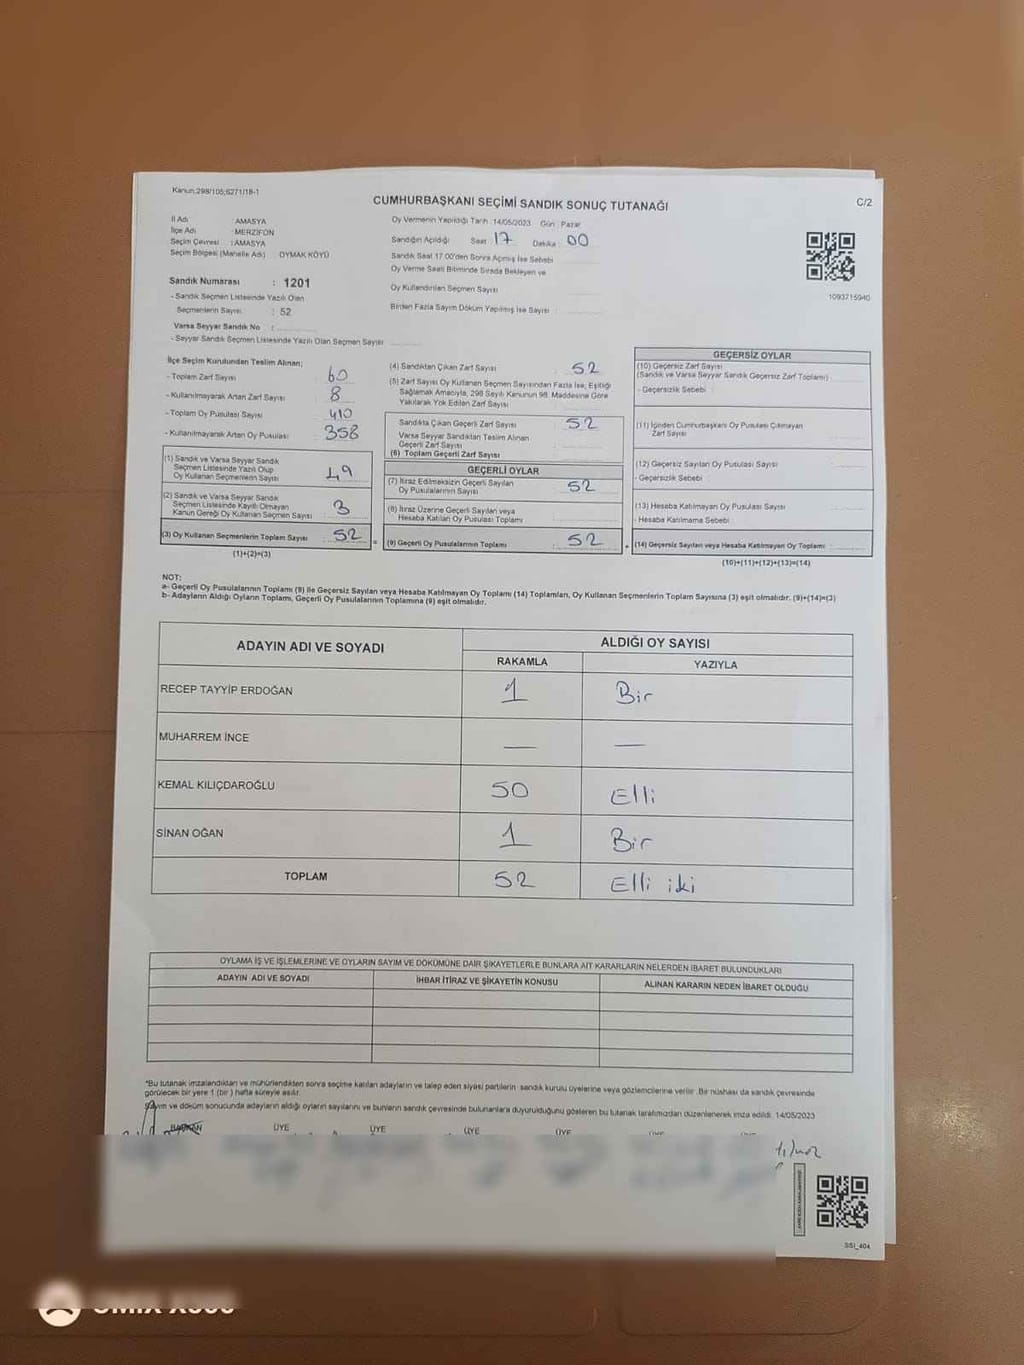 Kanun:298/105;6271/18-1
CUMHURBAŞKANI SEÇİMİ SANDIK SONUÇ TUTANAĞI
C/2
İl Adı : AMASYA
İlçe Adı : MERZİFON
Seçim Çevresi : AMASYA
Seçim Bölgesi (Mahalle Adı) : OYMAK KÖYÜ
Oy Vermenin Yapıldığı Tarih 14/05/2023 Gün : Pazar
Sandığın Açıldığı Saat 17 Dakika : 00
Sandık Saat 17.00'den Sonra Açılmış İse Sebebi
Oy Verme Saati Bitiminde Sırada Bekleyen ve
Oy Kullandırılan Seçmen Sayısı
Birden Fazla Sayım Döküm Yapılmış İse Sayısı
1093715940
Sandık Numarası : 1201
- Sandık Seçmen Listesinde Yazılı Olan
Seçmenlerin Sayısı : 52
Varsa Seyyar Sandık No :
- Seyyar Sandık Seçmen Listesinde Yazılı Olan Seçmen Sayısı
İlçe Seçim Kurulundan Teslim Alınan;
- Toplam Zarf Sayısı 60
- Kullanılmayarak Artan Zarf Sayısı 8
- Toplam Oy Pusulası Sayısı 410
- Kullanılmayarak Artan Oy Pusulası 358
(1) Sandık ve Varsa Seyyar Sandık
Seçmen Listesinde Yazılı Olup
Oy Kullanan Seçmenlerin Sayısı 49
(2) Sandık ve Varsa Seyyar Sandık
Seçmen Listesinde Kayıtlı Olmayan
Kanun Gereği Oy Kullanan Seçmen Sayısı 3
(3) Oy Kullanan Seçmenlerin Toplam Sayısı 52 =
(1)+(2)=(3)
(4) Sandıktan Çıkan Zarf Sayısı : 52
(5) Zarf Sayısı Oy Kullanan Seçmen Sayısından Fazla İse, Eşitliği
Sağlamak Amacıyla, 298 Sayılı Kanunun 98. Maddesine Göre
Yakılarak Yok Edilen Zarf Sayısı
Sandıkta Çıkan Geçerli Zarf Sayısı : 52
Varsa Seyyar Sandıktan Teslim Alınan
Geçerli Zarf Sayısı
(6) Toplam Geçerli Zarf Sayısı
GEÇERLİ OYLAR
(7) İtiraz Edilmeksizin Geçerli Sayılan
Oy Pusulalarının Sayısı : 52
(8) İtiraz Üzerine Geçerli Sayılan veya
Hesaba Katılan Oy Pusulası Toplamı
(9) Geçerli Oy Pusulalarının Toplamı : 52 +
GEÇERSİZ OYLAR
(10) Geçersiz Zarf Sayısı
(Sandık ve Varsa Seyyar Sandık Geçersiz Zarf Toplamı)
- Geçersizlik Sebebi :
(11) İçinden Cumhurbaşkanı Oy Pusulası Çıkmayan
Zarf Sayısı
(12) Geçersiz Sayılan Oy Pusulası Sayısı
- Geçersizlik Sebebi :
(13) Hesaba Katılmayan Oy Pusulası Sayısı
- Hesaba Katılmama Sebebi :
(14) Geçersiz Sayılan veya Hesaba Katılmayan Oy Toplamı :
(10)+(11)+(12)+(13)=(14)
NOT:
a- Geçerli Oy Pusulalarının Toplamı (9) ile Geçersiz Sayılan veya Hesaba Katılmayan Oy Toplamı (14) Toplamları, Oy Kullanan Seçmenlerin Toplam Sayısına (3) eşit olmalıdır. (9)+(14)=(3)
b- Adayların Aldığı Oyların Toplamı, Geçerli Oy Pusulalarının Toplamına (9) eşit olmalıdır.
ADAYIN ADI VE SOYADI
ALDIĞI OY SAYISI
RAKAMLA YAZIYLA
RECEP TAYYİP ERDOĞAN 1 Bir
MUHARREM İNCE — —
KEMAL KILIÇDAROĞLU 50 Elli
SİNAN OĞAN 1 Bir
TOPLAM 52 Elli iki
OYLAMA İŞ VE İŞLEMLERİNE VE OYLARIN SAYIM VE DÖKÜMÜNE DAİR ŞİKAYETLERLE BUNLARA AİT KARARLARIN NELERDEN İBARET BULUNDUKLARI
ADAYIN ADI VE SOYADI İHBAR İTİRAZ VE ŞİKAYETİN KONUSU ALINAN KARARIN NEDEN İBARET OLDUĞU
*Bu tutanak imzalandıktan ve mühürlendikten sonra seçime katılan adayların ve talep eden siyasi partilerin sandık kurulu üyelerine veya gözlemcilerine verilir. Bir nüshası da sandık çevresinde
görülecek bir yere 1 (bir) hafta süreyle asılır.
Sayım ve döküm sonucunda adayların aldığı oyların sayılarını ve bunların sandık çevresinde bulunanlara duyurulduğunu gösteren bu tutanak tarafımızdan düzenlenerek imza edildi. 14/05/2023
BAŞKAN ÜYE ÜYE ÜYE ÜYE
SSI_404